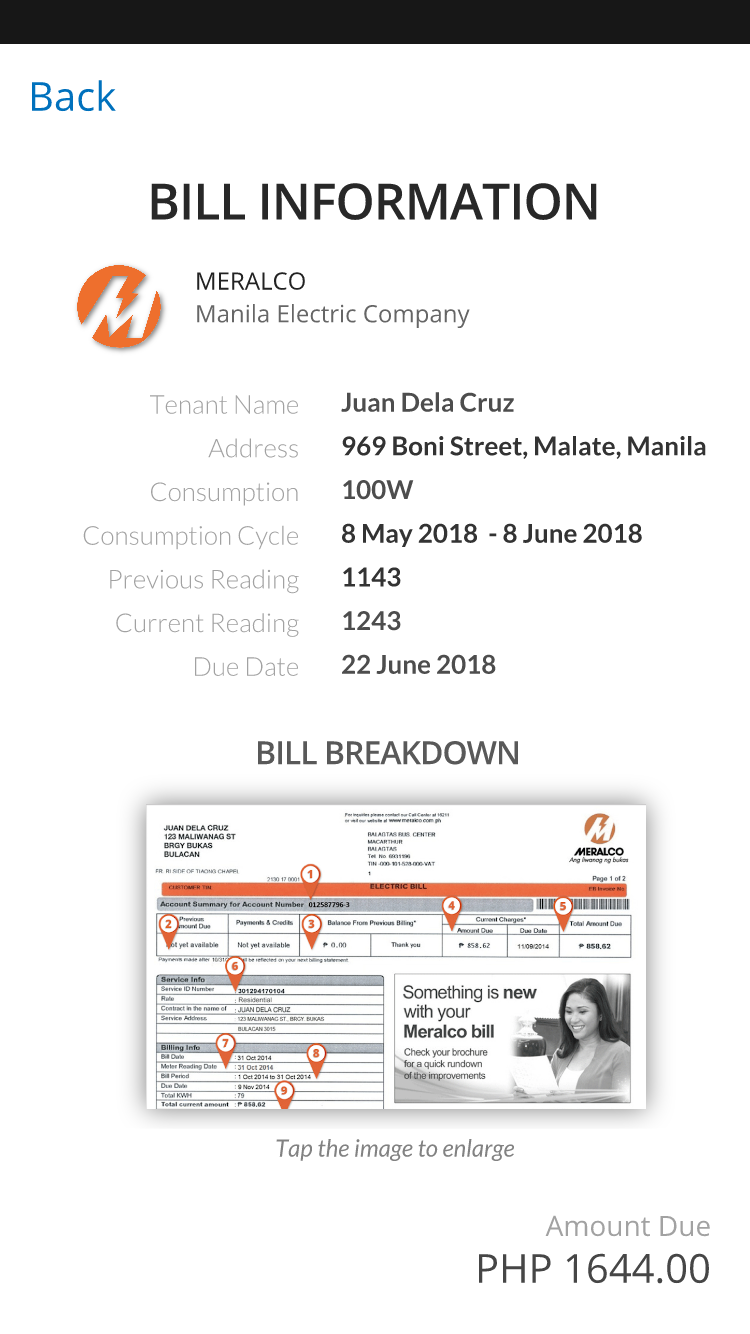 Back
BILL INFORMATION
MERALCO
Manila Electric Company
Tenant Name Juan Dela Cruz
Address 969 Boni Street, Malate, Manila
Consumption 100W
Consumption Cycle 8 May 2018 - 8 June 2018
Previous Reading 1143
Current Reading 1243
Due Date 22 June 2018
BILL BREAKDOWN
For inquiries please contact our Call Center at 16211
or visit our website at www.meralco.com.ph
JUAN DELA CRUZ
123 MALIWANAG ST
BRGY BUKAS
BULACAN
BALAGTAS BUS CENTER
MACARTHUR
BALAGTAS
Tel. No. 6931196
TIN -000-101-528-000-VAT
1
MERALCO
Ang liwanag ng bukas
FR. BI SIDE OF TIAONG CHAPEL
2130 17 0001
1
Page 1 of 2
CUSTOMER TIN
ELECTRIC BILL
EB Invoice No.
Account Summary for Account Number 012587796-3
4
5
2
3
Previous
Amount Due
Payments & Credits
Balance From Previous Billing*
Current Charges*
Amount Due
Due Date
Total Amount Due
Not yet available
Not yet available
₱ 0.00
Thank you
₱ 858.62
11/09/2014
₱ 858.62
Payments made after 10/31/ be reflected on your next billing statement
6
Service Info
Service ID Number 301294170104
Rate : Residential
Contract in the name of : JUAN DELA CRUZ
Service Address : 123 MALIWANAG ST., BRGY. BUKAS
BULACAN 3015
7
8
9
Billing Info
Bill Date : 31 Oct 2014
Meter Reading Date : 31 Oct 2014
Bill Period : 1 Oct 2014 to 31 Oct 2014
Due Date : 9 Nov 2014
Total KWH : 79
Total current amount : ₱ 858.62
Something is new
with your
Meralco bill
Check your brochure
for a quick rundown
of the improvements
Tap the image to enlarge
Amount Due
PHP 1644.00